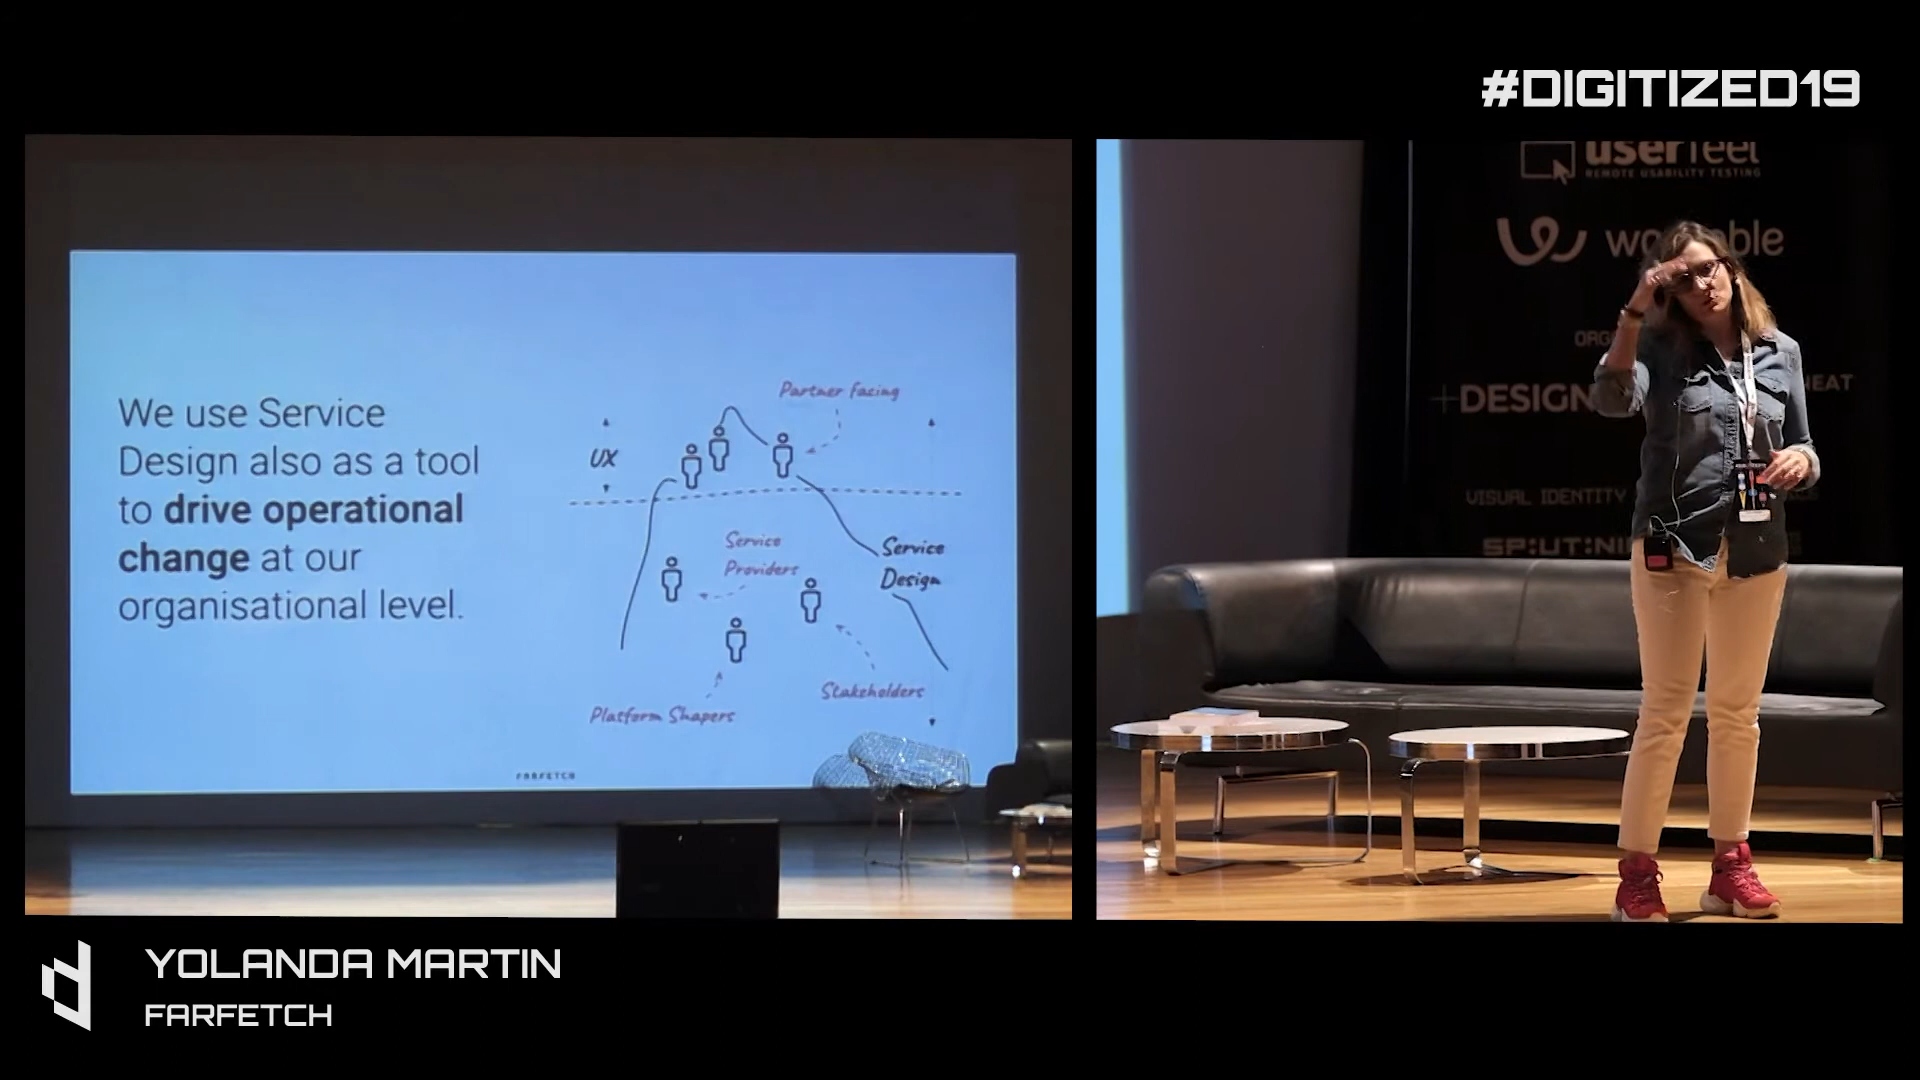 #DIGITIZED19
We use Service
Design also as a tool
to drive operational
change at our
organisational level.
Partner facing
UX
Service
Providers
Service
Design
Stakeholders
Platform Shapers
FARFETCH
userfeel
REMOTE USABILITY TESTING
+DESIGN
VISUAL IDENTITY
YOLANDA MARTIN
FARFETCH